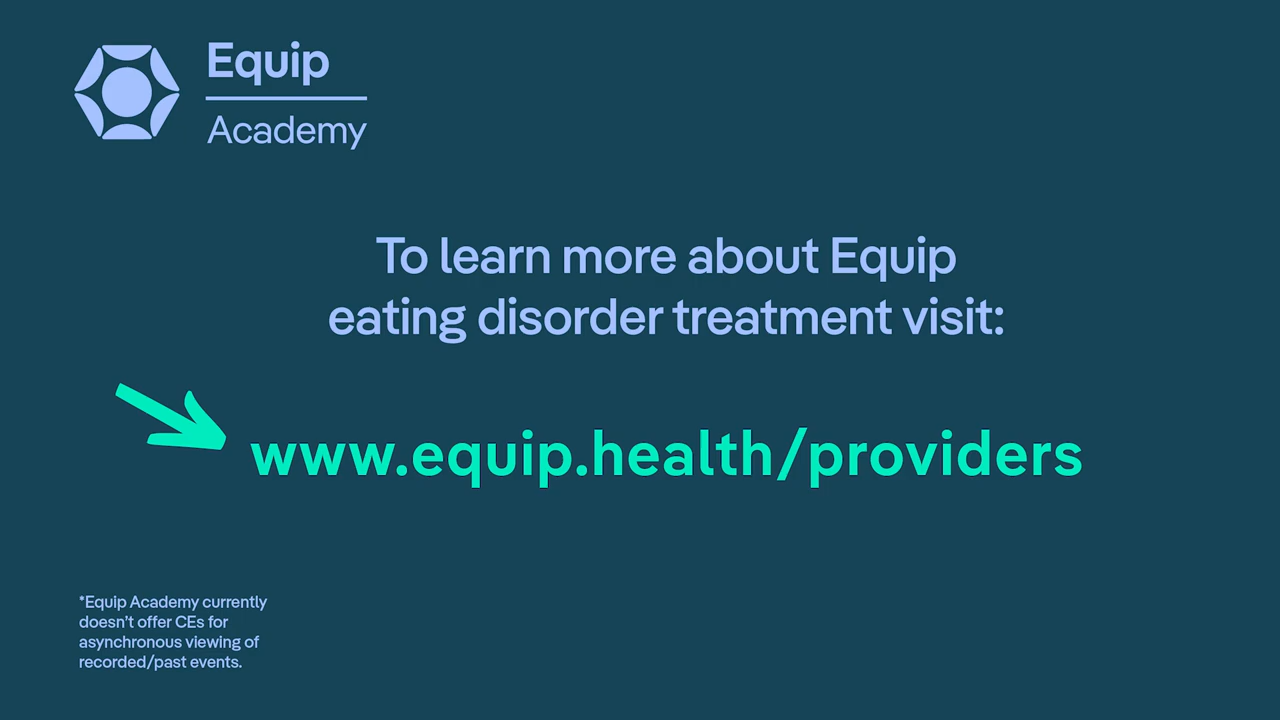 Equip
Academy
To learn more about Equip
eating disorder treatment visit:
www.equip.health/providers
*Equip Academy currently
doesn't offer CEs for
asynchronous viewing of
recorded/past events.